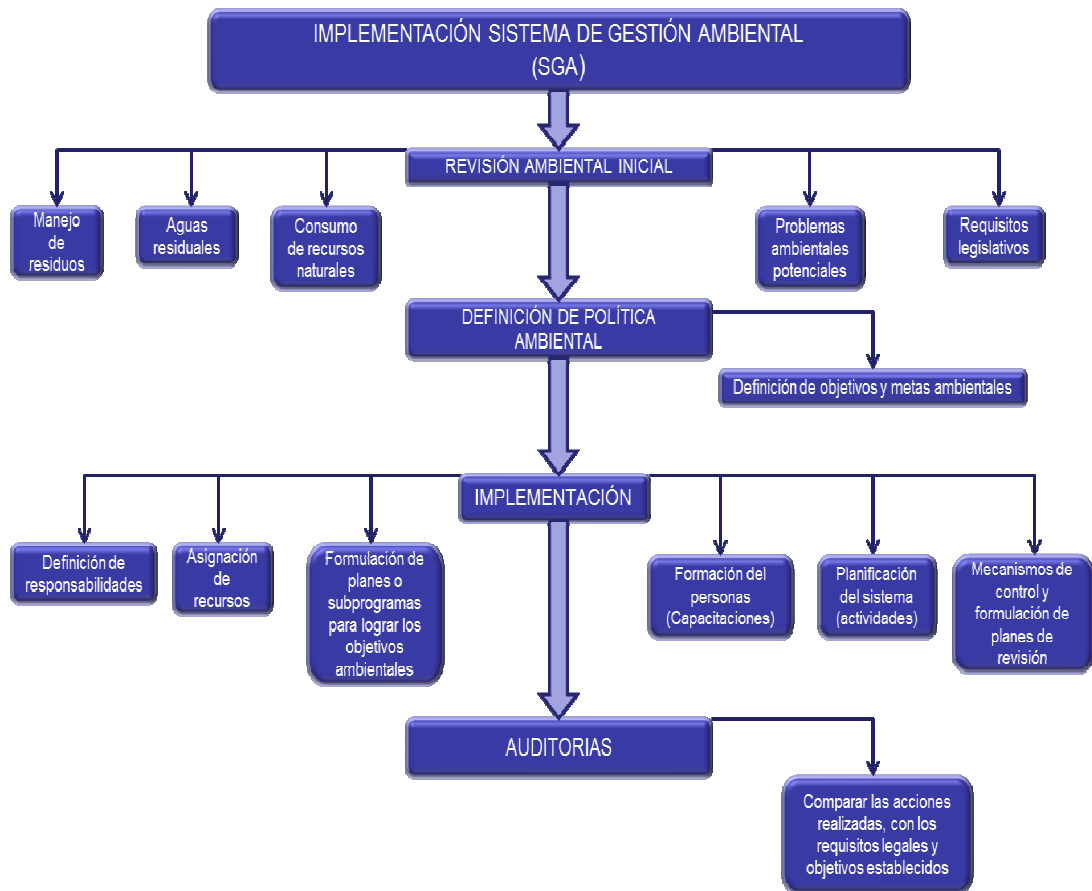 IMPLEMENTACIÓN SISTEMA DE GESTIÓN AMBIENTAL
(SGA)
REVISIÓN AMBIENTAL INICIAL
Manejo
de
residuos
Aguas
residuales
Consumo
de recursos
naturales
Problemas
ambientales
potenciales
Requisitos
legislativos
DEFINICIÓN DE POLÍTICA
AMBIENTAL
Definición de objetivos y metas ambientales
IMPLEMENTACIÓN
Definición de
responsabilidades
Asignación
de
recursos
Formulación de
planes o
subprogramas
para lograr los
objetivos
ambientales
Formación del
personas
(Capacitaciones)
Planificación
del sistema
(actividades)
Mecanismos de
control y
formulación de
planes de
revisión
AUDITORIAS
Comparar las acciones
realizadas, con los
requisitos legales y
objetivos establecidos